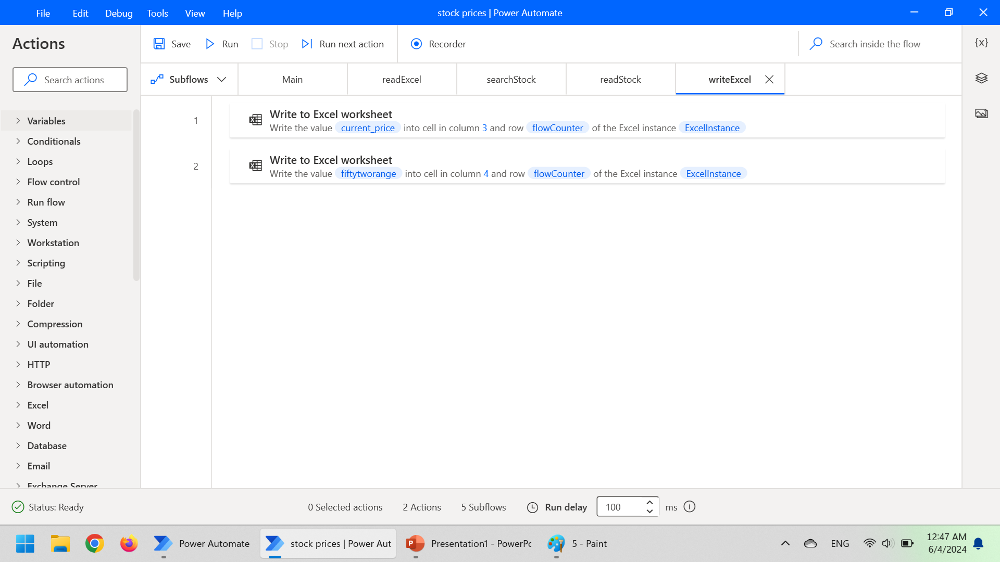 File Edit Debug Tools View Help
stock prices | Power Automate
Actions
Search actions
Variables
Conditionals
Loops
Flow control
Run flow
System
Workstation
Scripting
File
Folder
Compression
UI automation
HTTP
Browser automation
Excel
Word
Database
Email
Exchange Server
Save Run Stop Run next action Recorder
Search inside the flow
{x}
Subflows Main readExcel searchStock readStock writeExcel
1
Write to Excel worksheet
Write the value current_price into cell in column 3 and row flowCounter of the Excel instance ExcelInstance
2
Write to Excel worksheet
Write the value fiftytworange into cell in column 4 and row flowCounter of the Excel instance ExcelInstance
Status: Ready 0 Selected actions 2 Actions 5 Subflows Run delay 100 ms
Power Automate stock prices | Power Aut Presentation1 - PowerPo 5 - Paint ENG
12:47 AM
6/4/2024